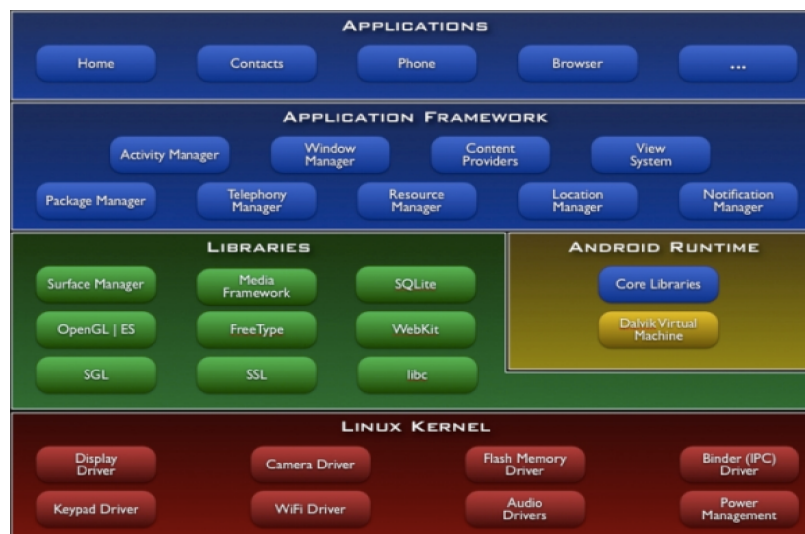 APPLICATIONS
Home
Contacts
Phone
Browser
...
APPLICATION FRAMEWORK
Activity Manager
Window
Manager
Content
Providers
View
System
Package Manager
Telephony
Manager
Resource
Manager
Location
Manager
Notification
Manager
LIBRARIES
Surface Manager
Media
Framework
SQLite
OpenGL | ES
FreeType
WebKit
SGL
SSL
libc
ANDROID RUNTIME
Core Libraries
Dalvik Virtual
Machine
LINUX KERNEL
Display
Driver
Camera Driver
Flash Memory
Driver
Binder (IPC)
Driver
Keypad Driver
WiFi Driver
Audio
Drivers
Power
Management